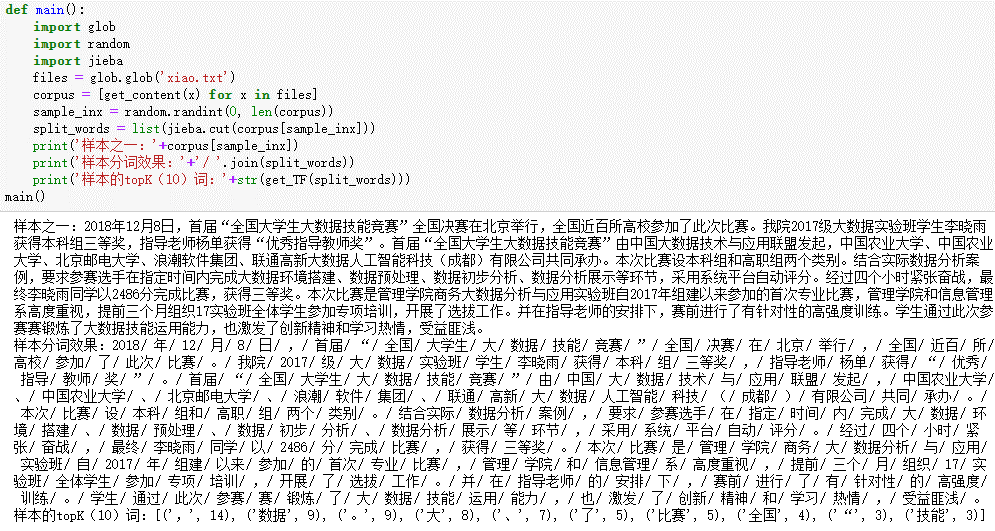 def main():
    import glob
    import random
    import jieba
    files = glob.glob('xiao.txt')
    corpus = [get_content(x) for x in files]
    sample_inx = random.randint(0, len(corpus))
    split_words = list(jieba.cut(corpus[sample_inx]))
    print('样本之一：'+corpus[sample_inx])
    print('样本分词效果：'+'/ '.join(split_words))
    print('样本的topK（10）词：'+str(get_TF(split_words)))
main()
样本之一：2018年12月8日，首届“全国大学生大数据技能竞赛”全国决赛在北京举行，全国近百所高校参加了此次比赛。我院2017级大数据实验班学生李晓雨
获得本科组三等奖，指导老师杨单获得“优秀指导教师奖”。首届“全国大学生大数据技能竞赛”由中国大数据技术与应用联盟发起，中国农业大学、中国农业
大学、北京邮电大学、浪潮软件集团、联通高新大数据人工智能科技（成都）有限公司共同承办。本次比赛设本科组和高职组两个类别。结合实际数据分析案
例，要求参赛选手在指定时间内完成大数据环境搭建、数据预处理、数据初步分析、数据分析展示等环节，采用系统平台自动评分。经过四个小时紧张奋战，最
终李晓雨同学以2486分完成比赛，获得三等奖。本次比赛是管理学院商务大数据分析与应用实验班自2017年组建以来参加的首次专业比赛，管理学院和信息管理
系高度重视，提前三个月组织17实验班全体学生参加专项培训，开展了选拔工作。并在指导老师的安排下，赛前进行了有针对性的高强度训练。学生通过此次参
赛赛锻炼了大数据技能运用能力，也激发了创新精神和学习热情，受益匪浅。
样本分词效果：2018/ 年/ 12/ 月/ 8/ 日/ ，/ 首届/ “/ 全国/ 大学生/ 大/ 数据/ 技能/ 竞赛/ ”/ 全国/ 决赛/ 在/ 北京/ 举行/ ，/ 全国/ 近百/ 所/
高校/ 参加/ 了/ 此次/ 比赛/ 。/ 我院/ 2017/ 级/ 大/ 数据/ 实验班/ 学生/ 李晓雨/ 获得/ 本科/ 组/ 三等奖/ ，/ 指导老师/ 杨单/ 获得/ “/ 优秀/
指导/ 教师/ 奖/ ”/ 。/ 首届/ “/ 全国/ 大学生/ 大/ 数据/ 技能/ 竞赛/ ”/ 由/ 中国/ 大/ 数据/ 技术/ 与/ 应用/ 联盟/ 发起/ ，/ 中国农业大学/
、/ 中国农业大学/ 、/ 北京邮电大学/ 、/ 浪潮/ 软件/ 集团/ 、/ 联通/ 高新/ 大/ 数据/ 人工智能/ 科技/ （/ 成都/ ）/ 有限公司/ 共同/ 承办/ 。/
本次/ 比赛/ 设/ 本科/ 组和/ 高职/ 组/ 两个/ 类别/ 。/ 结合实际/ 数据分析/ 案例/ ，/ 要求/ 参赛选手/ 在/ 指定/ 时间/ 内/ 完成/ 大/ 数据/ 环
境/ 搭建/ 、/ 数据/ 预处理/ 、/ 数据/ 初步/ 分析/ 、/ 数据分析/ 展示/ 等/ 环节/ ，/ 采用/ 系统/ 平台/ 自动/ 评分/ 。/ 经过/ 四个/ 小时/ 紧
张/ 奋战/ ，/ 最终/ 李晓雨/ 同学/ 以/ 2486/ 分/ 完成/ 比赛/ ，/ 获得/ 三等奖/ 。/ 本次/ 比赛/ 是/ 管理/ 学院/ 商务/ 大/ 数据分析/ 与/ 应用/
实验班/ 自/ 2017/ 年/ 组建/ 以来/ 参加/ 的/ 首次/ 专业/ 比赛/ ，/ 管理/ 学院/ 和/ 信息管理/ 系/ 高度重视/ ，/ 提前/ 三个/ 月/ 组织/ 17/ 实
验班/ 全体学生/ 参加/ 专项/ 培训/ ，/ 开展/ 了/ 选拔/ 工作/ 。/ 并/ 在/ 指导老师/ 的/ 安排/ 下/ ，/ 赛前/ 进行/ 了/ 有/ 针对性/ 的/ 高强度/
训练/ 。/ 学生/ 通过/ 此次/ 参赛/ 赛/ 锻炼/ 了/ 大/ 数据/ 技能/ 运用/ 能力/ ，/ 也/ 激发/ 了/ 创新/ 精神/ 和/ 学习/ 热情/ ，/ 受益匪浅/ 。
样本的topK（10）词：[('，', 14), ('数据', 9), ('。', 9), ('大', 8), ('、', 7), ('了', 5), ('比赛', 5), ('全国', 4), ('“', 3), ('技能', 3)]